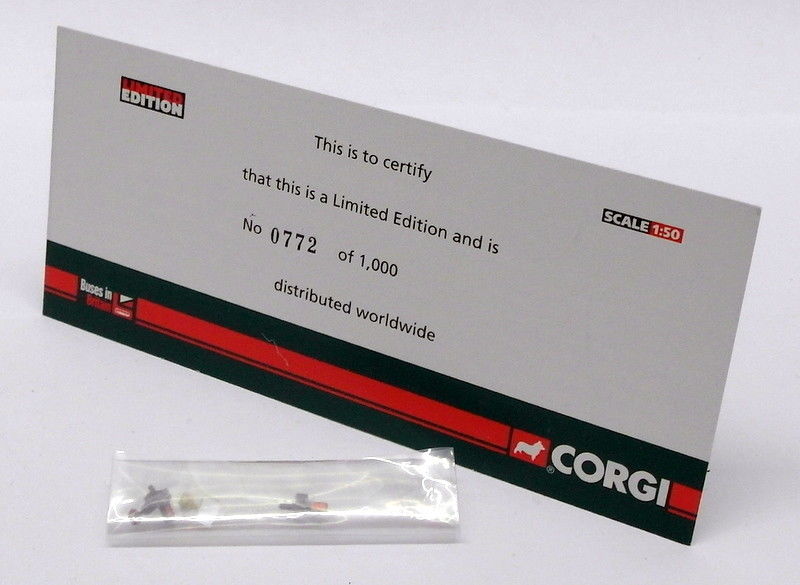 LIMITED
EDITION
This is to certify
that this is a Limited Edition and is
No 0772 of 1,000
distributed worldwide
SCALE 1:50
Buses in
Britain
® CORGI